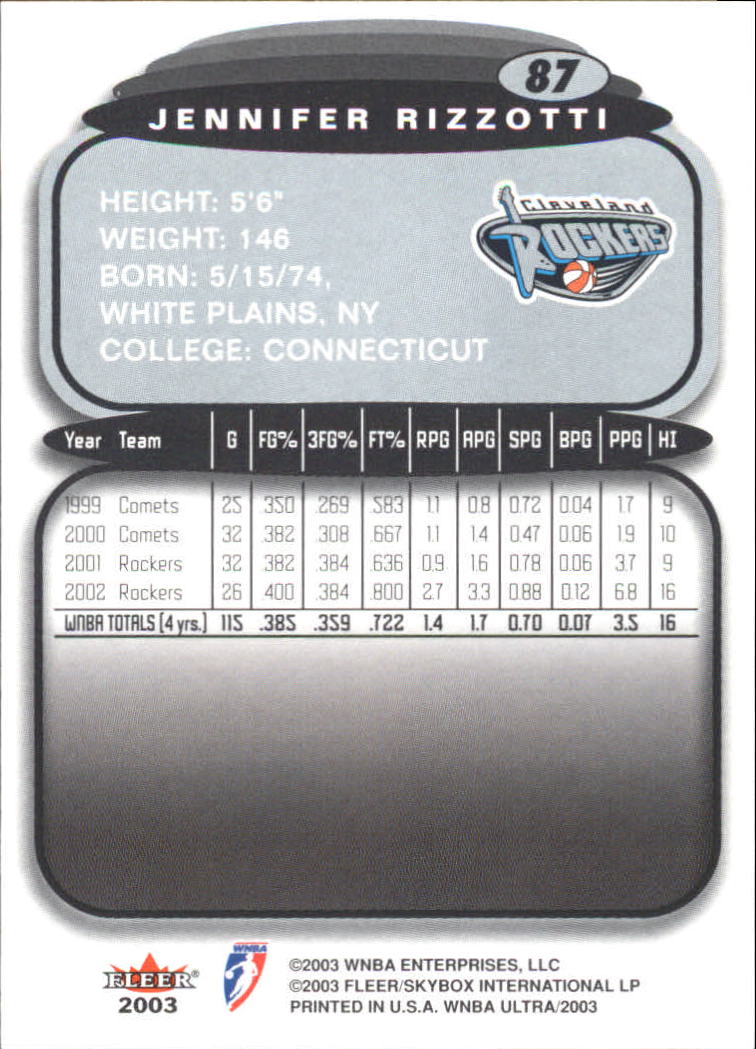 87
JENNIFER RIZZOTTI
HEIGHT: 5'6"
WEIGHT: 146
BORN: 5/15/74,
WHITE PLAINS, NY
COLLEGE: CONNECTICUT
Cleveland
ROCKERS
Year Team G FG% 3FG% FT% RPG APG SPG BPG PPG HI
1999 Comets 25 .350 .269 .583 1.1 0.8 0.72 0.04 1.7 9
2000 Comets 32 .382 .308 .667 1.1 1.4 0.47 0.06 1.9 10
2001 Rockers 32 .382 .384 .636 0.9 1.6 0.78 0.06 3.7 9
2002 Rockers 26 .400 .384 .800 2.7 3.3 0.88 0.12 6.8 16
WNBA TOTALS (4 yrs.) 115 .385 .359 .722 1.4 1.7 0.70 0.07 3.5 16
FLEER®
2003
WNBA
©2003 WNBA ENTERPRISES, LLC
©2003 FLEER/SKYBOX INTERNATIONAL LP
PRINTED IN U.S.A. WNBA ULTRA/2003